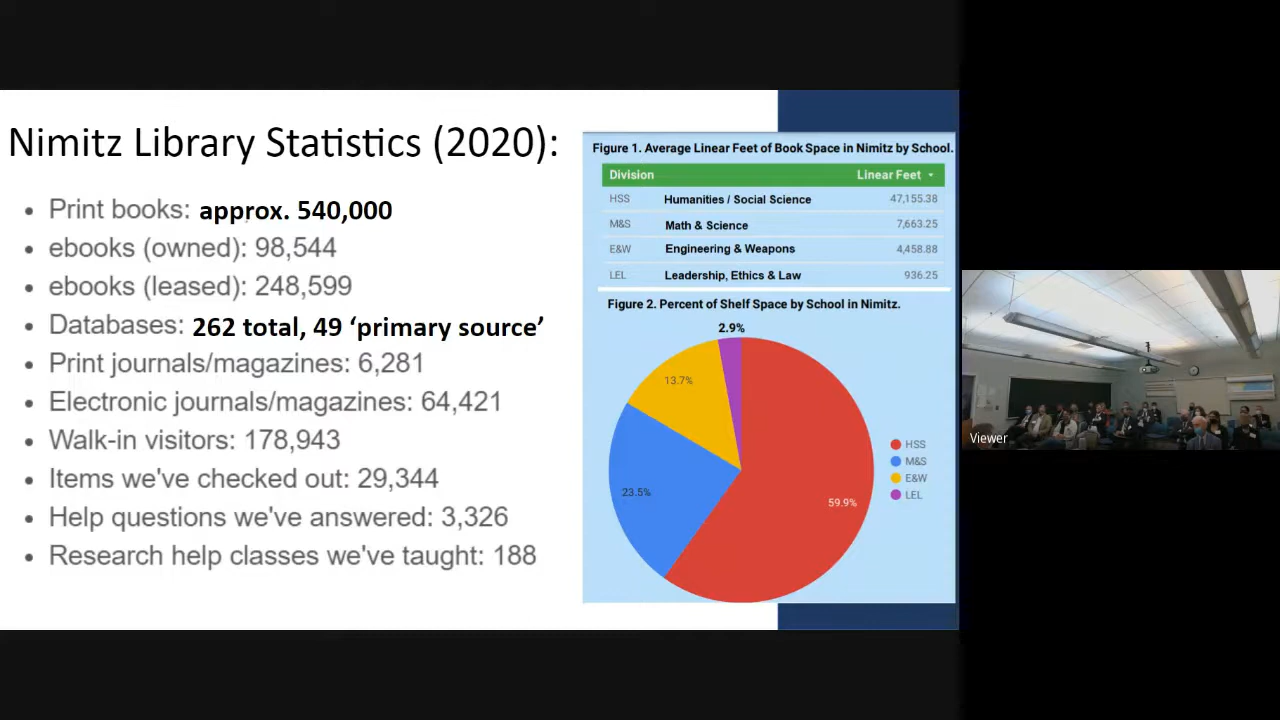 Nimitz Library Statistics (2020):
• Print books: approx. 540,000
• ebooks (owned): 98,544
• ebooks (leased): 248,599
• Databases: 262 total, 49 ‘primary source’
• Print journals/magazines: 6,281
• Electronic journals/magazines: 64,421
• Walk-in visitors: 178,943
• Items we've checked out: 29,344
• Help questions we've answered: 3,326
• Research help classes we've taught: 188
Figure 1. Average Linear Feet of Book Space in Nimitz by School.
Division Linear Feet
HSS Humanities / Social Science 47,155.38
M&S Math & Science 7,663.25
E&W Engineering & Weapons 4,458.88
LEL Leadership, Ethics & Law 936.25
Figure 2. Percent of Shelf Space by School in Nimitz.
2.9%
13.7%
23.5%
59.9%
HSS
M&S
E&W
LEL
Viewer